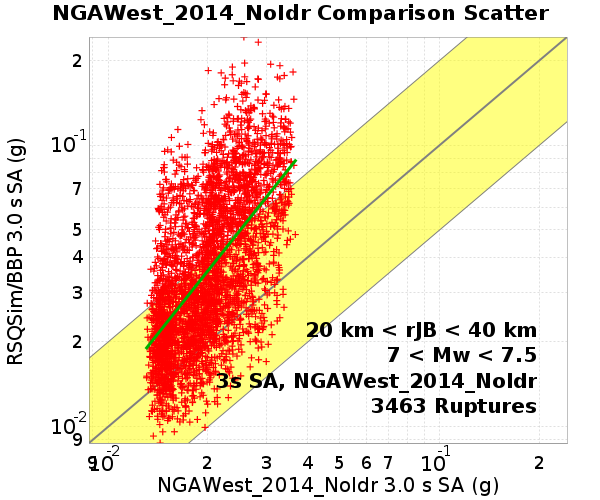 NGAWest_2014_NoIdr Comparison Scatter
RSQSim/BBP 3.0 s SA (g)
2
10⁻¹
7
5
4
3
2
10⁻²
9
20 km < rJB < 40 km
7 < Mw < 7.5
3s SA, NGAWest_2014_NoIdr
3463 Ruptures
9 10⁻² 2 3 4 5 6 7 10⁻¹ 2
NGAWest_2014_NoIdr 3.0 s SA (g)